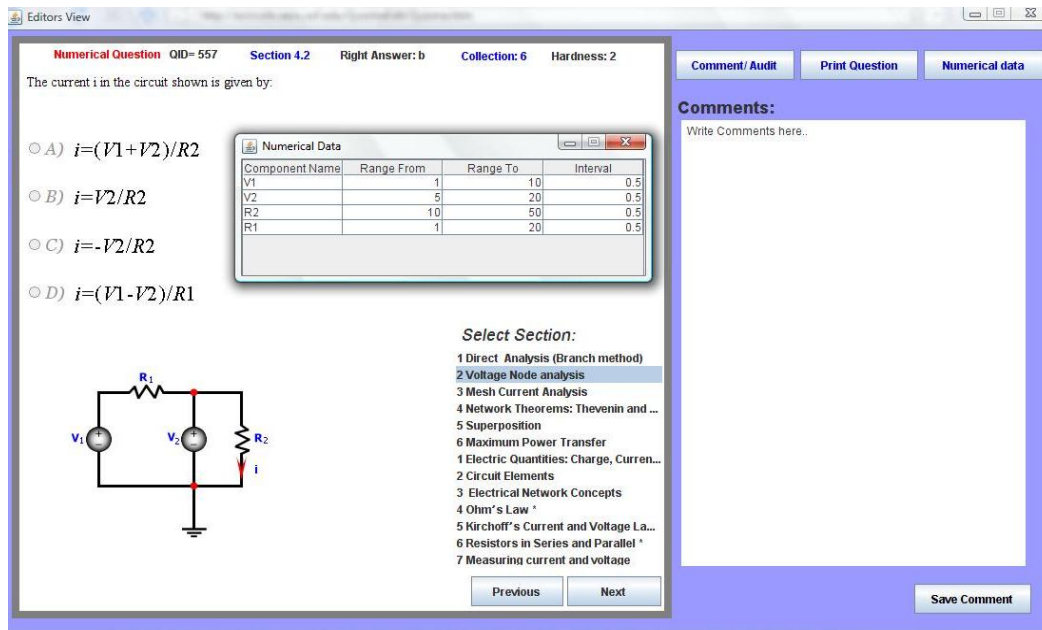 Editors View
Numerical Question QID= 557 Section 4.2 Right Answer: b Collection: 6 Hardness: 2
The current i in the circuit shown is given by:
A) i=(V1+V2)/R2
B) i=V2/R2
C) i=-V2/R2
D) i=(V1-V2)/R1
Numerical Data
Component Name Range From Range To Interval
V1 1 10 0.5
V2 5 20 0.5
R2 10 50 0.5
R1 1 20 0.5
R1
V1
V2
R2
i
Select Section:
1 Direct Analysis (Branch method)
2 Voltage Node analysis
3 Mesh Current Analysis
4 Network Theorems: Thevenin and ...
5 Superposition
6 Maximum Power Transfer
1 Electric Quantities: Charge, Curren...
2 Circuit Elements
3 Electrical Network Concepts
4 Ohm's Law *
5 Kirchoff's Current and Voltage La...
6 Resistors in Series and Parallel *
7 Measuring current and voltage
Previous Next
Comment/ Audit Print Question Numerical data
Comments:
Write Comments here..
Save Comment